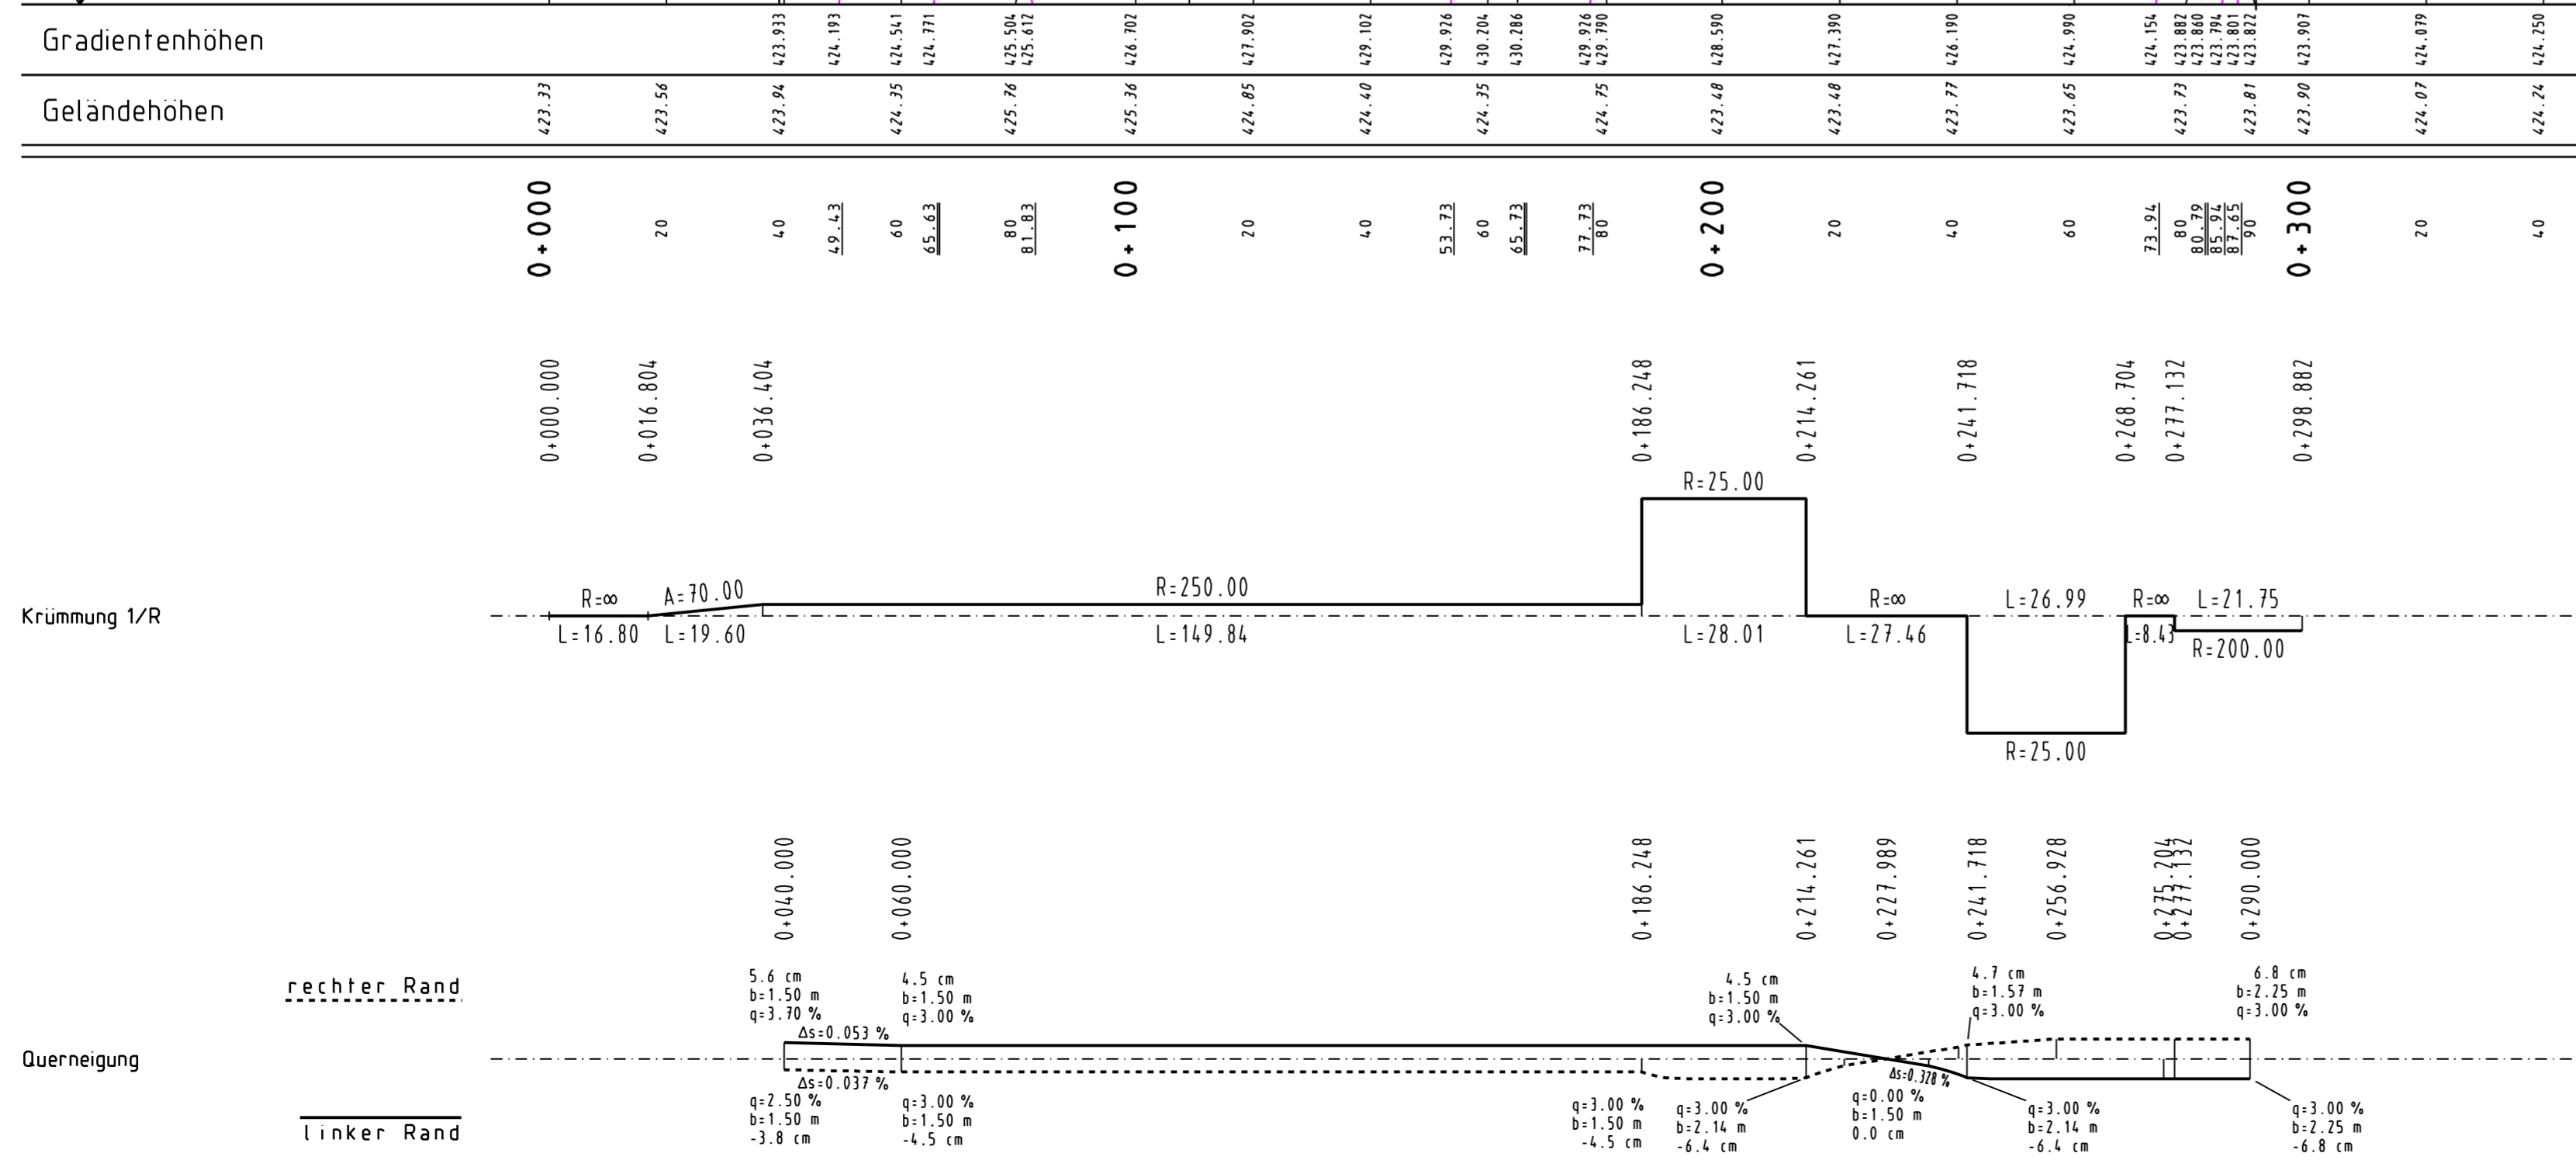 Gradientenhöhen 423.933 424.193 424.541 424.771 425.504 425.612 426.702 427.902 429.102 429.926 430.204 430.286 429.926 429.790 428.590 427.390 426.190 424.990 424.154 423.882 423.860 423.794 423.801 423.822 423.907 424.079 424.250
Geländehöhen 423.33 423.56 423.94 424.35 425.76 425.36 424.85 424.40 424.35 424.75 423.48 423.48 423.77 423.65 423.73 423.81 423.90 424.07 424.24
0+000 20 40 49.43 60 65.63 80 81.83 0+100 20 40 53.73 60 65.73 77.73 80 0+200 20 40 60 73.94 80 80.79 85.94 87.65 90 0+300 20 40
0+000.000 0+016.804 0+036.404 0+186.248 0+214.261 0+241.718 0+268.704 0+277.132 0+298.882
R=25.00
Krümmung 1/R
R=∞ A=70.00 R=250.00 R=∞ L=26.99 R=∞ L=21.75
L=16.80 L=19.60 L=149.84 L=28.01 L=27.46 L=8.43 R=200.00
R=25.00
0+040.000 0+060.000 0+186.248 0+214.261 0+227.989 0+241.718 0+256.928 0+275.204 0+277.132 0+290.000
rechter Rand
5.6 cm
b=1.50 m
q=3.70 %
4.5 cm
b=1.50 m
q=3.00 %
4.5 cm
b=1.50 m
q=3.00 %
4.7 cm
b=1.57 m
q=3.00 %
6.8 cm
b=2.25 m
q=3.00 %
Δs=0.053 %
Querneigung
Δs=0.037 %
Δs=0.328 %
linker Rand
q=2.50 %
b=1.50 m
-3.8 cm
q=3.00 %
b=1.50 m
-4.5 cm
q=3.00 %
b=1.50 m
-4.5 cm
q=3.00 %
b=2.14 m
-6.4 cm
q=0.00 %
b=1.50 m
0.0 cm
q=3.00 %
b=2.14 m
-6.4 cm
q=3.00 %
b=2.25 m
-6.8 cm